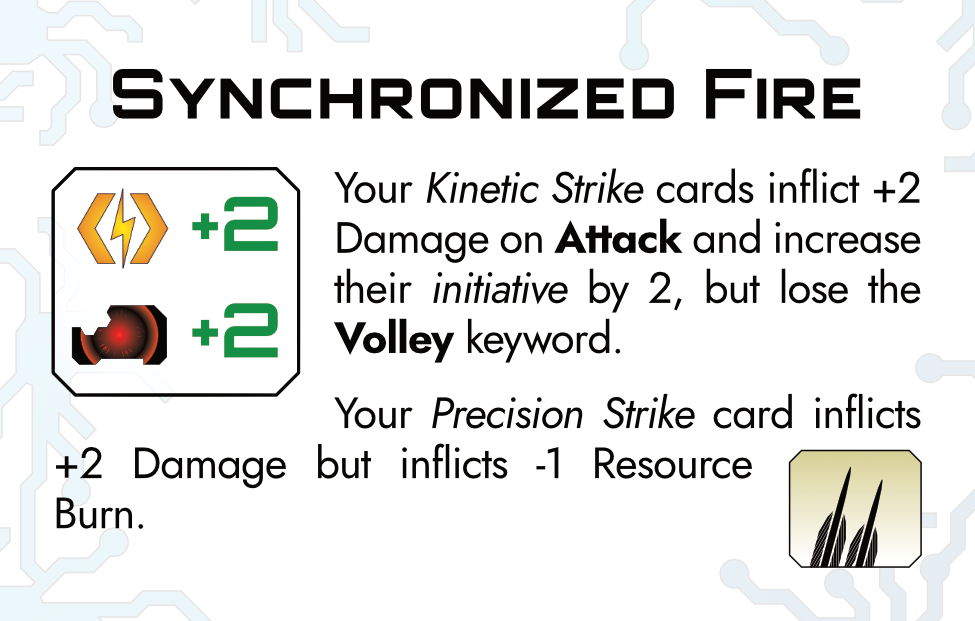 SYNCHRONIZED FIRE
+2
+2
Your Kinetic Strike cards inflict +2
Damage on Attack and increase
their initiative by 2, but lose the
Volley keyword.
Your Precision Strike card inflicts
+2 Damage but inflicts -1 Resource
Burn.